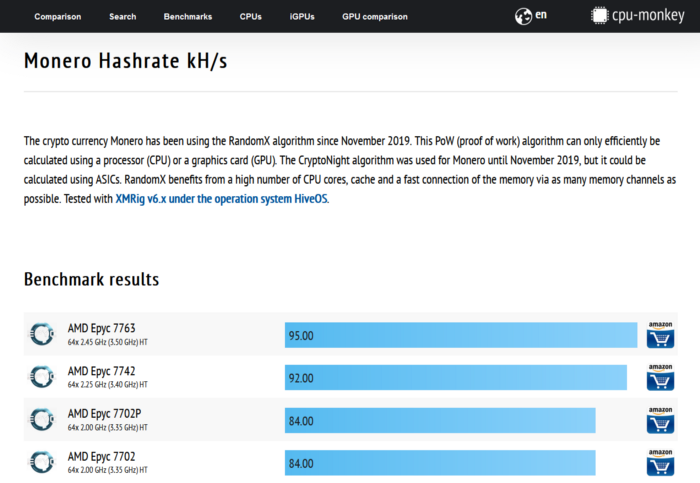 Comparison Search Benchmarks CPUs iGPUs GPU comparison en cpu-monkey
Monero Hashrate kH/s
The crypto currency Monero has been using the RandomX algorithm since November 2019. This PoW (proof of work) algorithm can only efficiently be
calculated using a processor (CPU) or a graphics card (GPU). The CryptoNight algorithm was used for Monero until November 2019, but it could be
calculated using ASICs. RandomX benefits from a high number of CPU cores, cache and a fast connection of the memory via as many memory channels as
possible. Tested with XMRig v6.x under the operation system HiveOS.
Benchmark results
AMD Epyc 7763 95.00 amazon
64x 2.45 GHz (3.50 GHz) HT
AMD Epyc 7742 92.00 amazon
64x 2.25 GHz (3.40 GHz) HT
AMD Epyc 7702P 84.00 amazon
64x 2.00 GHz (3.35 GHz) HT
AMD Epyc 7702 84.00 amazon
64x 2.00 GHz (3.35 GHz) HT